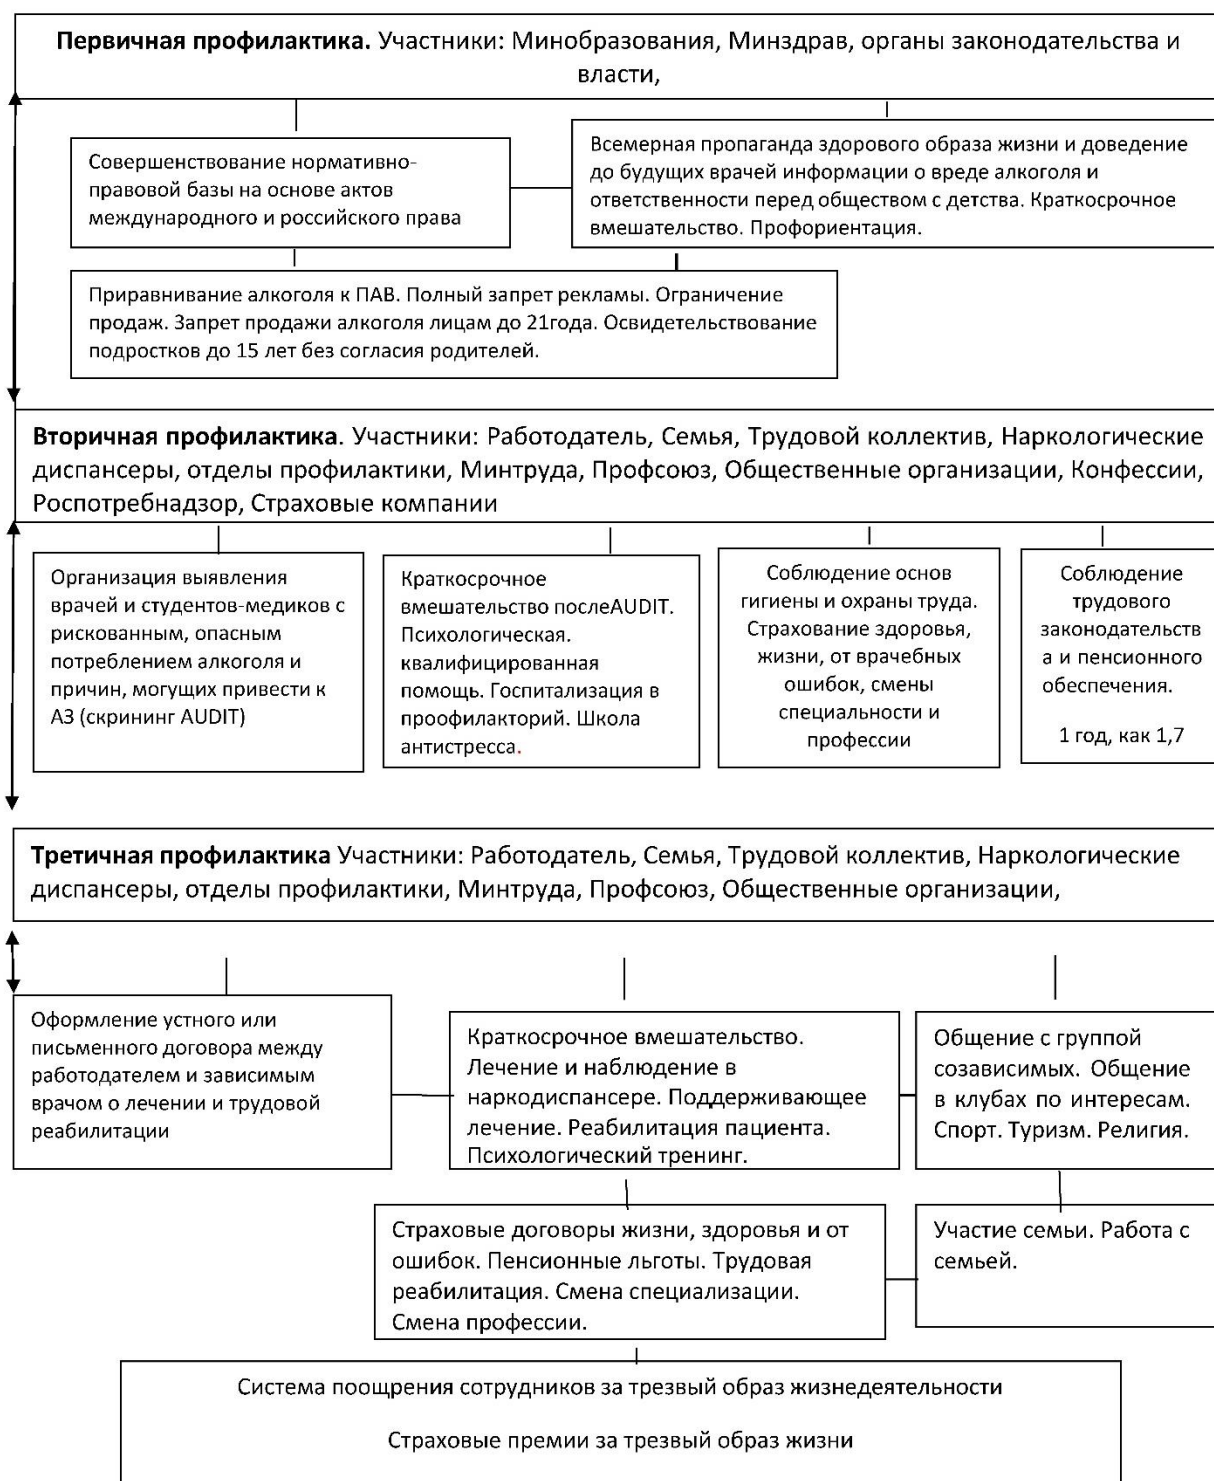 Первичная профилактика. Участники: Минобразования, Минздрав, органы законодательства и
власти,
Совершенствование нормативно-
правовой базы на основе актов
международного и российского права
Всемерная пропаганда здорового образа жизни и доведение
до будущих врачей информации о вреде алкоголя и
ответственности перед обществом с детства. Краткосрочное
вмешательство. Профориентация.
Приравнивание алкоголя к ПАВ. Полный запрет рекламы. Ограничение
продаж. Запрет продажи алкоголя лицам до 21года. Освидетельствование
подростков до 15 лет без согласия родителей.
Вторичная профилактика. Участники: Работодатель, Семья, Трудовой коллектив, Наркологические
диспансеры, отделы профилактики, Минтруда, Профсоюз, Общественные организации, Конфессии,
Роспотребнадзор, Страховые компании
Организация выявления
врачей и студентов-медиков с
рискованным, опасным
потреблением алкоголя и
причин, могущих привести к
АЗ (скрининг AUDIT)
Краткосрочное
вмешательство послеAUDIT.
Психологическая.
квалифицированная
помощь. Госпитализация в
проофилакторий. Школа
антистресса.
Соблюдение основ
гигиены и охраны труда.
Страхование здоровья,
жизни, от врачебных
ошибок, смены
специальности и
профессии
Соблюдение
трудового
законодательств
а и пенсионного
обеспечения.
1 год, как 1,7
Третичная профилактика Участники: Работодатель, Семья, Трудовой коллектив, Наркологические
диспансеры, отделы профилактики, Минтруда, Профсоюз, Общественные организации,
Оформление устного или
письменного договора между
работодателем и зависимым
врачом о лечении и трудовой
реабилитации
Краткосрочное вмешательство.
Лечение и наблюдение в
наркодиспансере. Поддерживающее
лечение. Реабилитация пациента.
Психологический тренинг.
Общение с группой
созависимых. Общение
в клубах по интересам.
Спорт. Туризм. Религия.
Страховые договоры жизни, здоровья и от
ошибок. Пенсионные льготы. Трудовая
реабилитация. Смена специализации.
Смена профессии.
Участие семьи. Работа с
семьей.
Система поощрения сотрудников за трезвый образ жизнедеятельности
Страховые премии за трезвый образ жизни